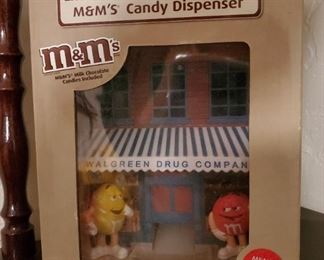 M&M'S® Candy Dispenser
m&m's
M&M'S® Milk Chocolate
Candies Included
WALGREEN DRUG COMPAN
m